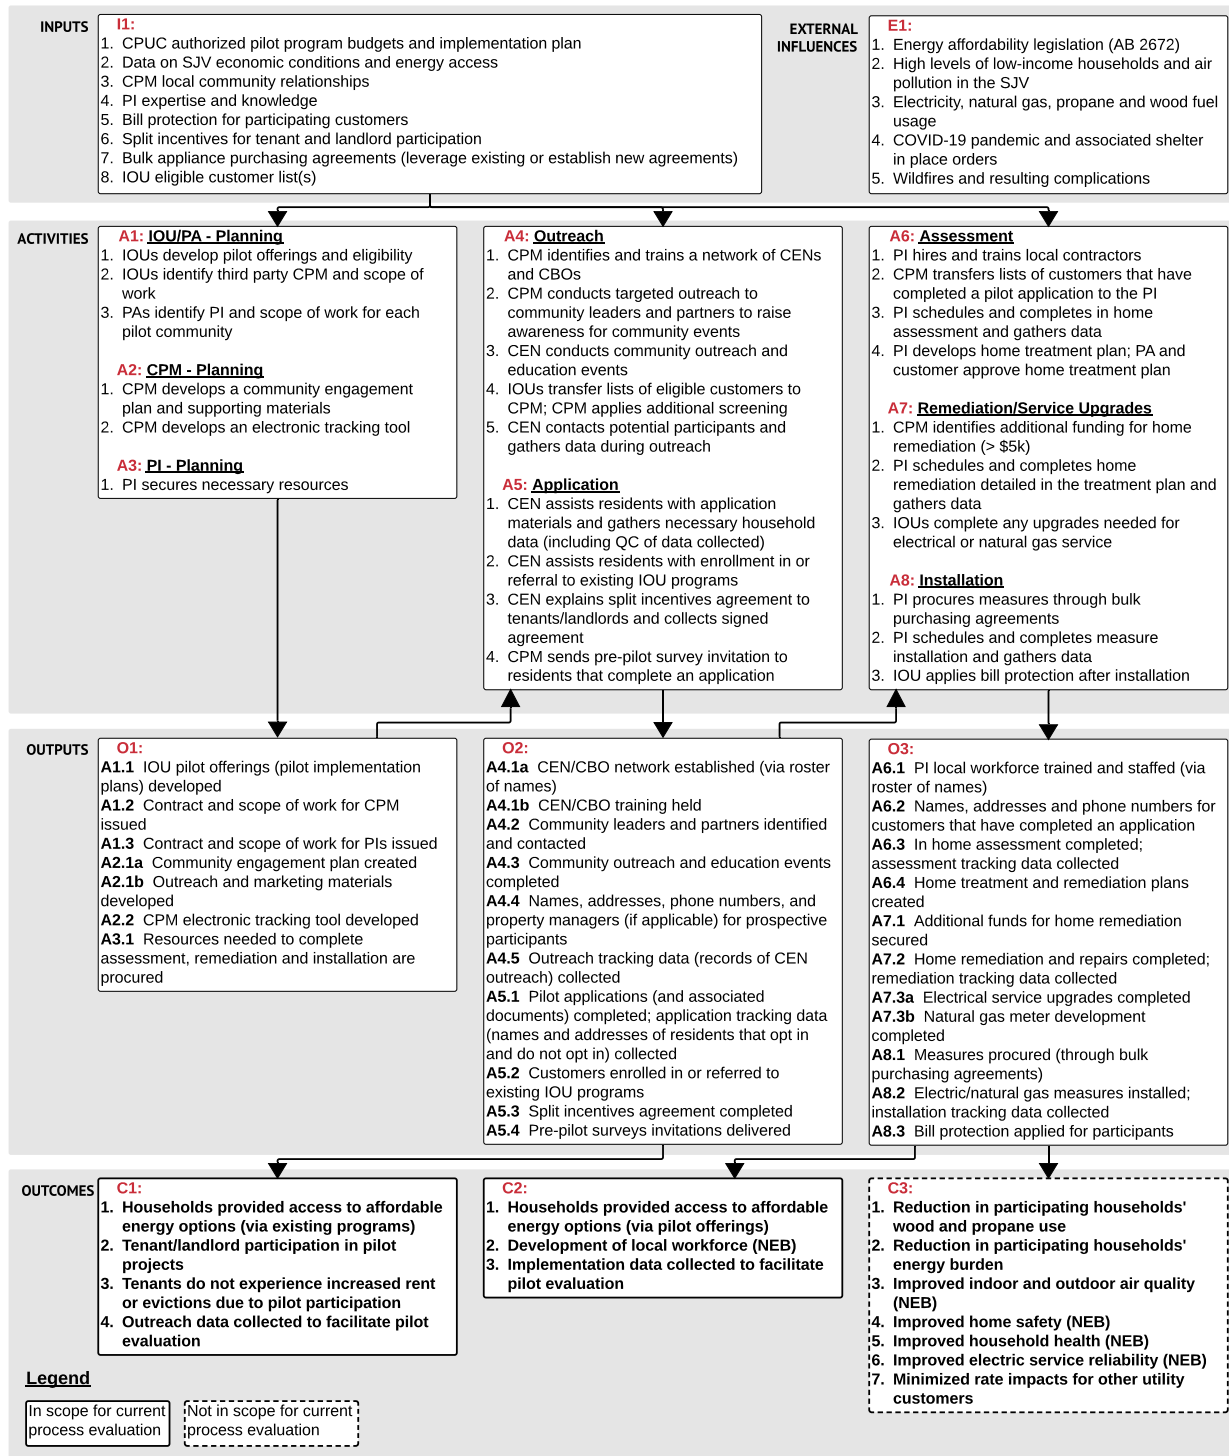 INPUTS
I1:
1. CPUC authorized pilot program budgets and implementation plan
2. Data on SJV economic conditions and energy access
3. CPM local community relationships
4. PI expertise and knowledge
5. Bill protection for participating customers
6. Split incentives for tenant and landlord participation
7. Bulk appliance purchasing agreements (leverage existing or establish new agreements)
8. IOU eligible customer list(s)
EXTERNAL
INFLUENCES
E1:
1. Energy affordability legislation (AB 2672)
2. High levels of low-income households and air
pollution in the SJV
3. Electricity, natural gas, propane and wood fuel
usage
4. COVID-19 pandemic and associated shelter
in place orders
5. Wildfires and resulting complications
ACTIVITIES
A1: IOU/PA - Planning
1. IOUs develop pilot offerings and eligibility
2. IOUs identify third party CPM and scope of
work
3. PAs identify PI and scope of work for each
pilot community
A2: CPM - Planning
1. CPM develops a community engagement
plan and supporting materials
2. CPM develops an electronic tracking tool
A3: PI - Planning
1. PI secures necessary resources
A4: Outreach
1. CPM identifies and trains a network of CENs
and CBOs
2. CPM conducts targeted outreach to
community leaders and partners to raise
awareness for community events
3. CEN conducts community outreach and
education events
4. IOUs transfer lists of eligible customers to
CPM; CPM applies additional screening
5. CEN contacts potential participants and
gathers data during outreach
A5: Application
1. CEN assists residents with application
materials and gathers necessary household
data (including QC of data collected)
2. CEN assists residents with enrollment in or
referral to existing IOU programs
3. CEN explains split incentives agreement to
tenants/landlords and collects signed
agreement
4. CPM sends pre-pilot survey invitation to
residents that complete an application
A6: Assessment
1. PI hires and trains local contractors
2. CPM transfers lists of customers that have
completed a pilot application to the PI
3. PI schedules and completes in home
assessment and gathers data
4. PI develops home treatment plan; PA and
customer approve home treatment plan
A7: Remediation/Service Upgrades
1. CPM identifies additional funding for home
remediation (> $5k)
2. PI schedules and completes home
remediation detailed in the treatment plan and
gathers data
3. IOUs complete any upgrades needed for
electrical or natural gas service
A8: Installation
1. PI procures measures through bulk
purchasing agreements
2. PI schedules and completes measure
installation and gathers data
3. IOU applies bill protection after installation
OUTPUTS
O1:
A1.1 IOU pilot offerings (pilot implementation
plans) developed
A1.2 Contract and scope of work for CPM
issued
A1.3 Contract and scope of work for PIs issued
A2.1a Community engagement plan created
A2.1b Outreach and marketing materials
developed
A2.2 CPM electronic tracking tool developed
A3.1 Resources needed to complete
assessment, remediation and installation are
procured
O2:
A4.1a CEN/CBO network established (via roster
of names)
A4.1b CEN/CBO training held
A4.2 Community leaders and partners identified
and contacted
A4.3 Community outreach and education events
completed
A4.4 Names, addresses, phone numbers, and
property managers (if applicable) for prospective
participants
A4.5 Outreach tracking data (records of CEN
outreach) collected
A5.1 Pilot applications (and associated
documents) completed; application tracking data
(names and addresses of residents that opt in
and do not opt in) collected
A5.2 Customers enrolled in or referred to
existing IOU programs
A5.3 Split incentives agreement completed
A5.4 Pre-pilot surveys invitations delivered
O3:
A6.1 PI local workforce trained and staffed (via
roster of names)
A6.2 Names, addresses and phone numbers for
customers that have completed an application
A6.3 In home assessment completed;
assessment tracking data collected
A6.4 Home treatment and remediation plans
created
A7.1 Additional funds for home remediation
secured
A7.2 Home remediation and repairs completed;
remediation tracking data collected
A7.3a Electrical service upgrades completed
A7.3b Natural gas meter development
completed
A8.1 Measures procured (through bulk
purchasing agreements)
A8.2 Electric/natural gas measures installed;
installation tracking data collected
A8.3 Bill protection applied for participants
OUTCOMES
C1:
1. Households provided access to affordable
energy options (via existing programs)
2. Tenant/landlord participation in pilot
projects
3. Tenants do not experience increased rent
or evictions due to pilot participation
4. Outreach data collected to facilitate pilot
evaluation
C2:
1. Households provided access to affordable
energy options (via pilot offerings)
2. Development of local workforce (NEB)
3. Implementation data collected to facilitate
pilot evaluation
C3:
1. Reduction in participating households'
wood and propane use
2. Reduction in participating households'
energy burden
3. Improved indoor and outdoor air quality
(NEB)
4. Improved home safety (NEB)
5. Improved household health (NEB)
6. Improved electric service reliability (NEB)
7. Minimized rate impacts for other utility
customers
Legend
In scope for current
process evaluation
Not in scope for current
process evaluation